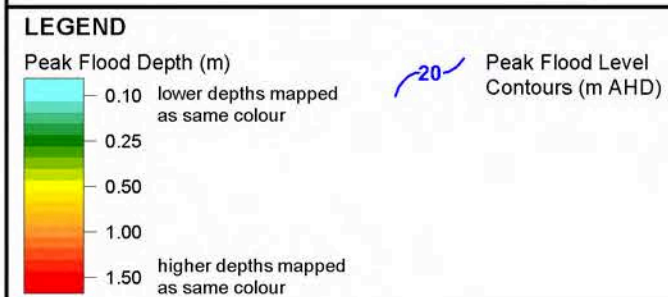 LEGEND
Peak Flood Depth (m)
0.10 lower depths mapped
as same colour
0.25
0.50
1.00
1.50 higher depths mapped
as same colour
20
Peak Flood Level
Contours (m AHD)